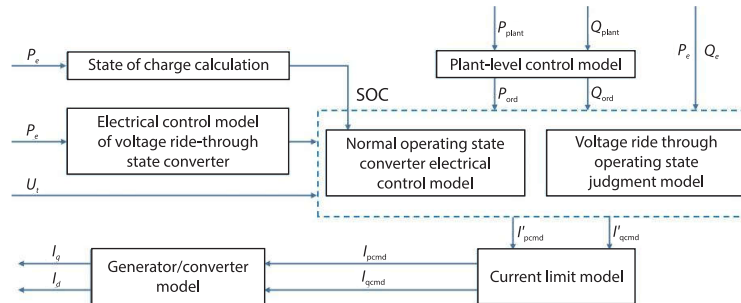 P_plant
Q_plant
P_e
State of charge calculation
Plant-level control model
P_e Q_e
SOC
P_ord
Q_ord
P_e
Electrical control model
of voltage ride-through
state converter
Normal operating state
converter electrical
control model
Voltage ride through
operating state
judgment model
U_t
I'_pcmd
I'_qcmd
I_q
I_d
Generator/converter
model
I_pcmd
I_qcmd
Current limit model